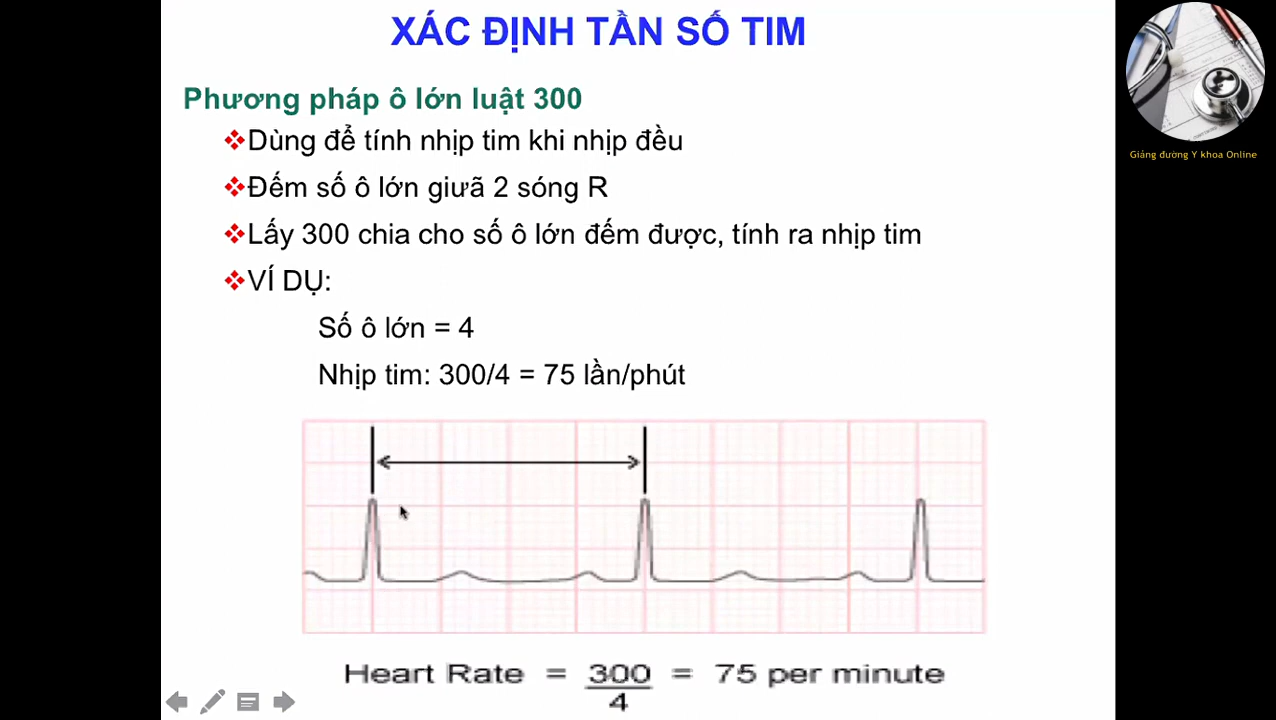 XÁC ĐỊNH TẦN SỐ TIM
Giảng đường Y khoa Online
Phương pháp ô lớn luật 300
❖Dùng để tính nhịp tim khi nhịp đều
❖Đếm số ô lớn giưã 2 sóng R
❖Lấy 300 chia cho số ô lớn đếm được, tính ra nhịp tim
❖VÍ DỤ:
Số ô lớn = 4
Nhịp tim: 300/4 = 75 lần/phút
Heart Rate = 300/4 = 75 per minute